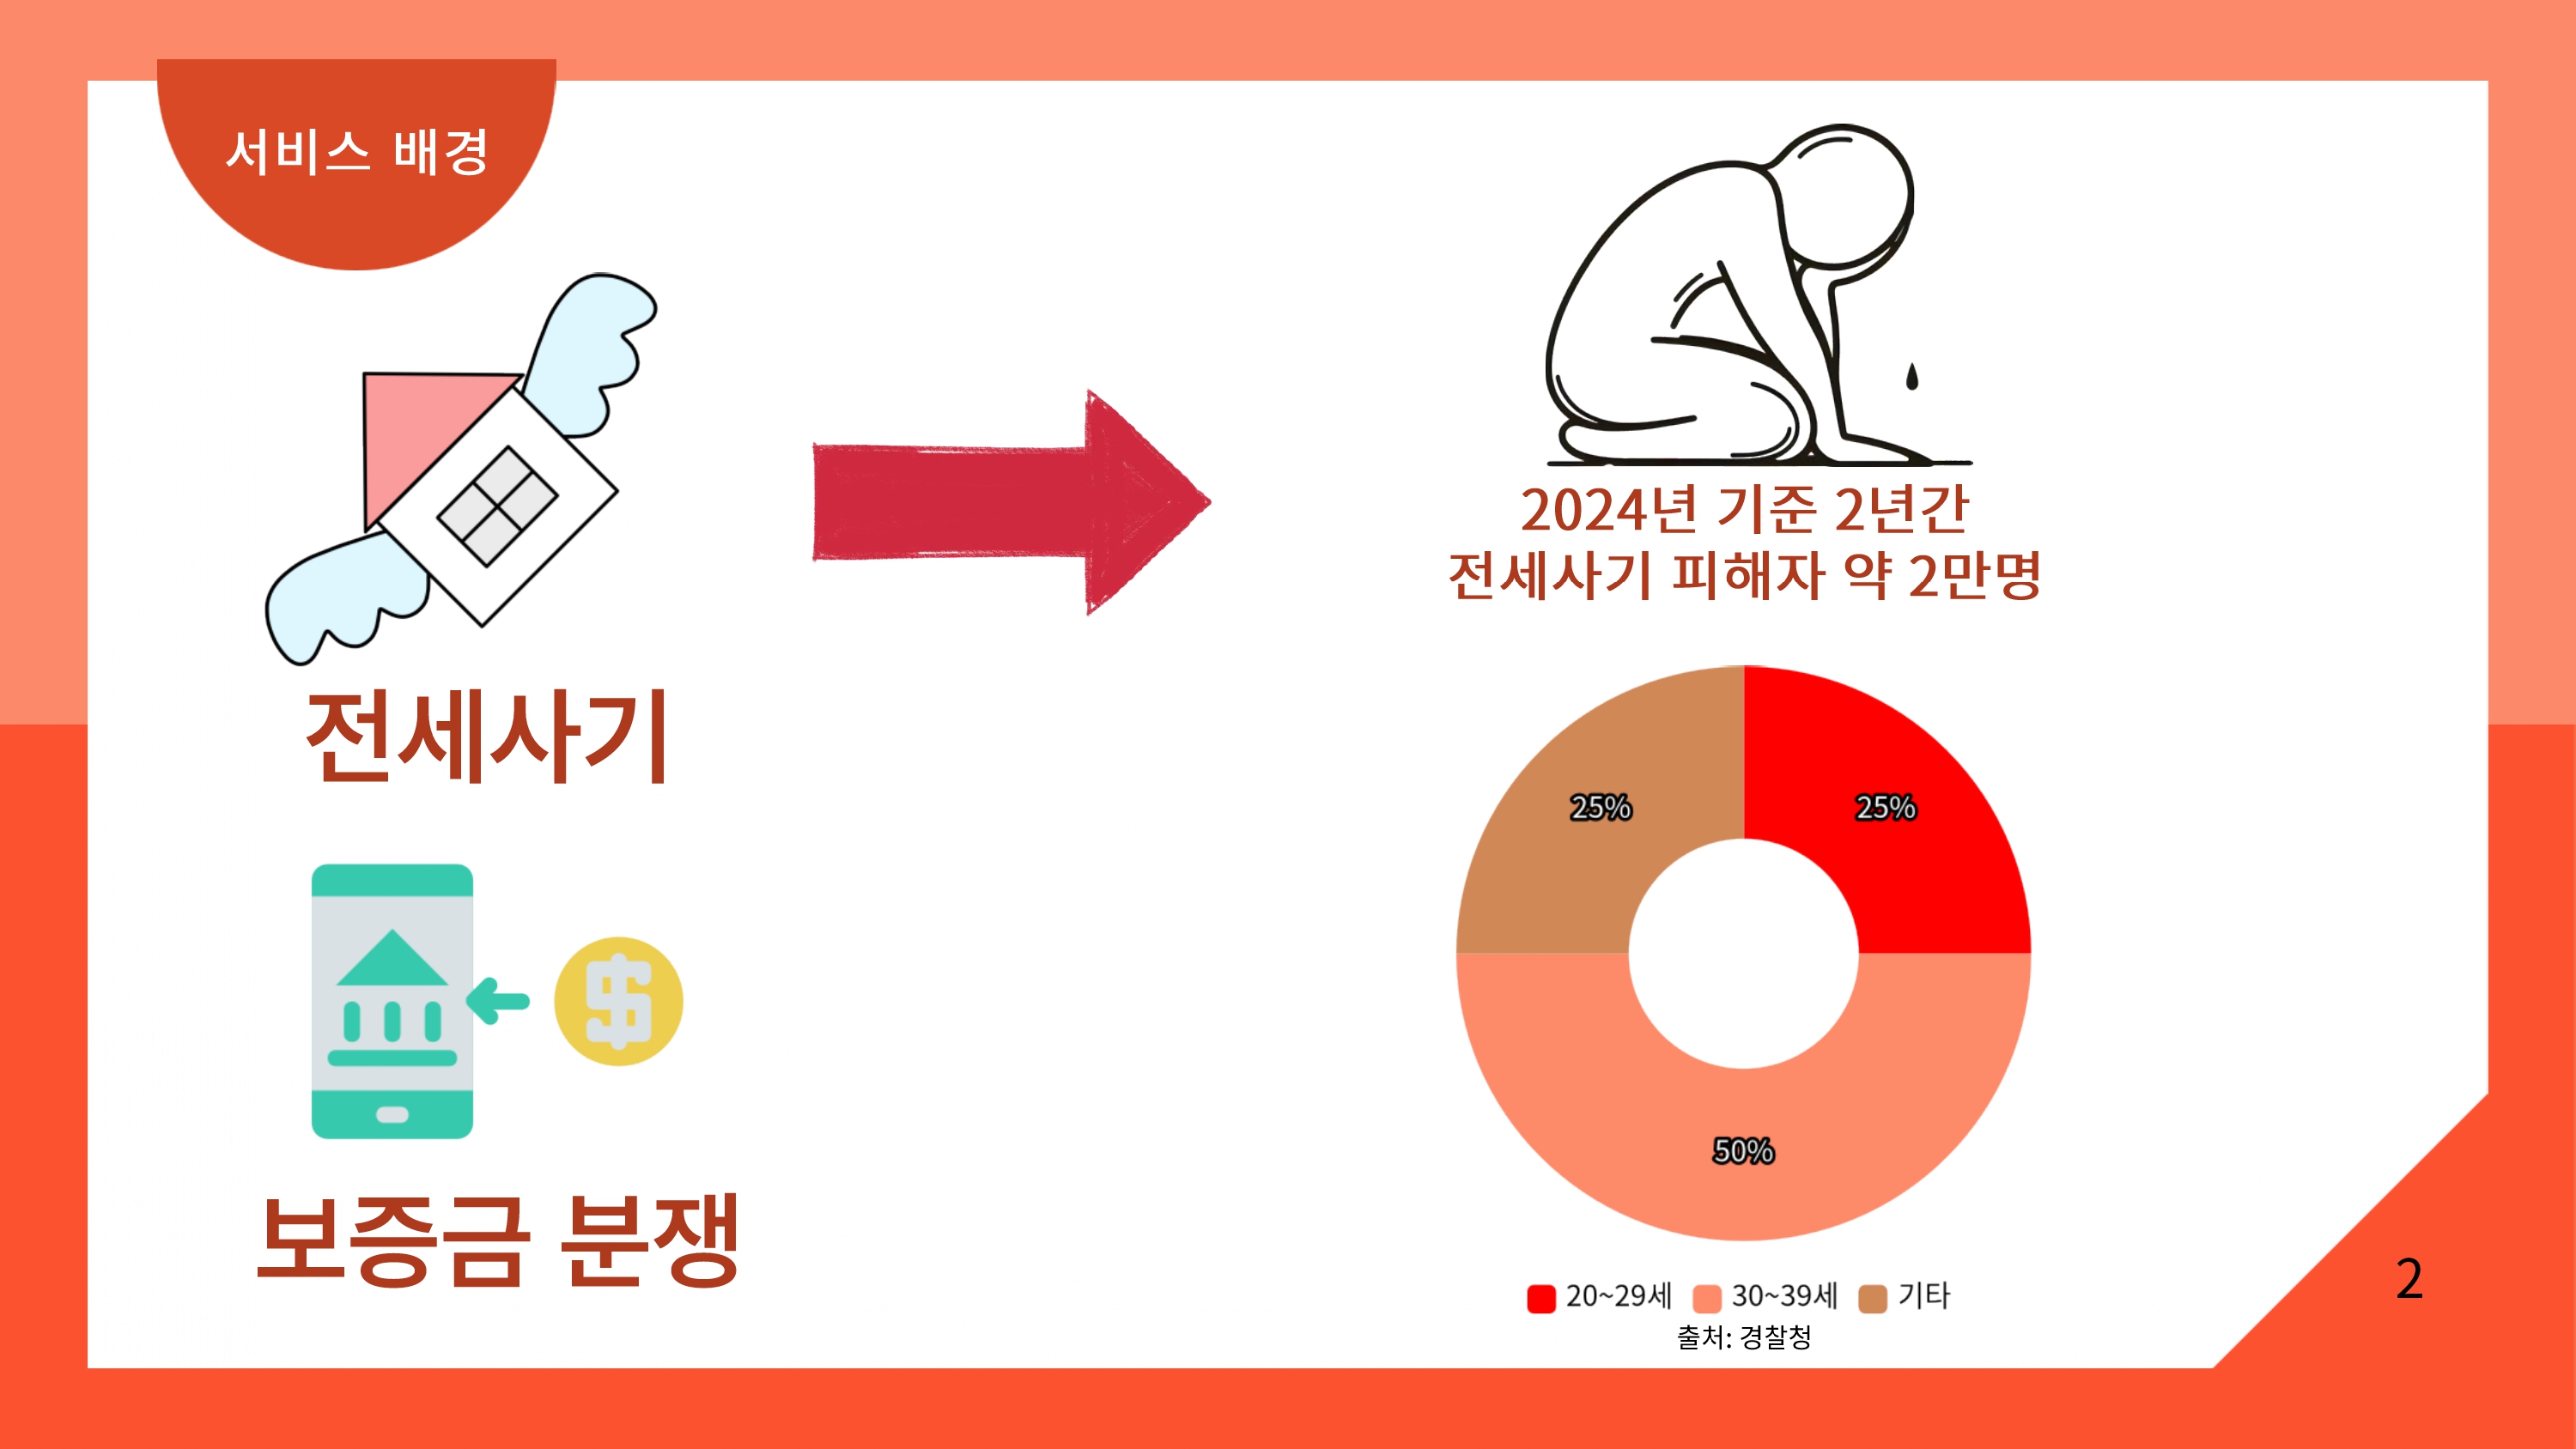 서비스 배경
전세사기
보증금 분쟁
2024년 기준 2년간
전세사기 피해자 약 2만명
25%
25%
50%
20~29세 30~39세 기타
출처: 경찰청
2